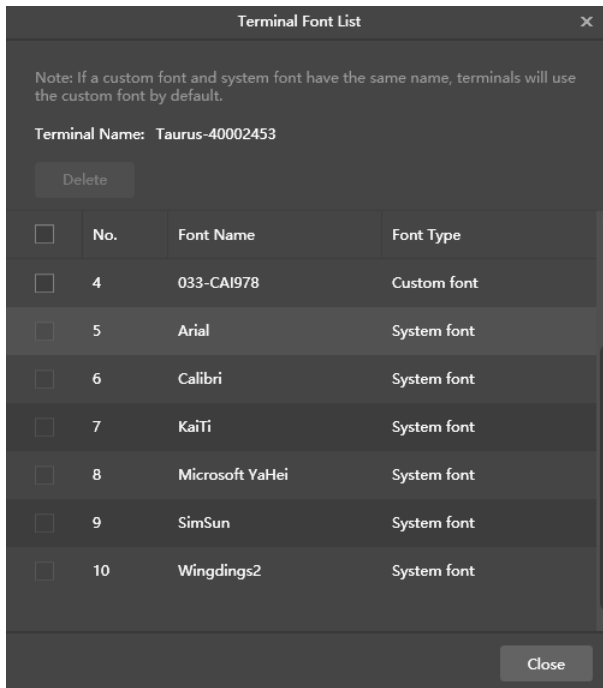 Terminal Font List
Note: If a custom font and system font have the same name, terminals will use
the custom font by default.
Terminal Name: Taurus-40002453
Delete
No. Font Name Font Type
4 033-CAI978 Custom font
5 Arial System font
6 Calibri System font
7 KaiTi System font
8 Microsoft YaHei System font
9 SimSun System font
10 Wingdings2 System font
Close